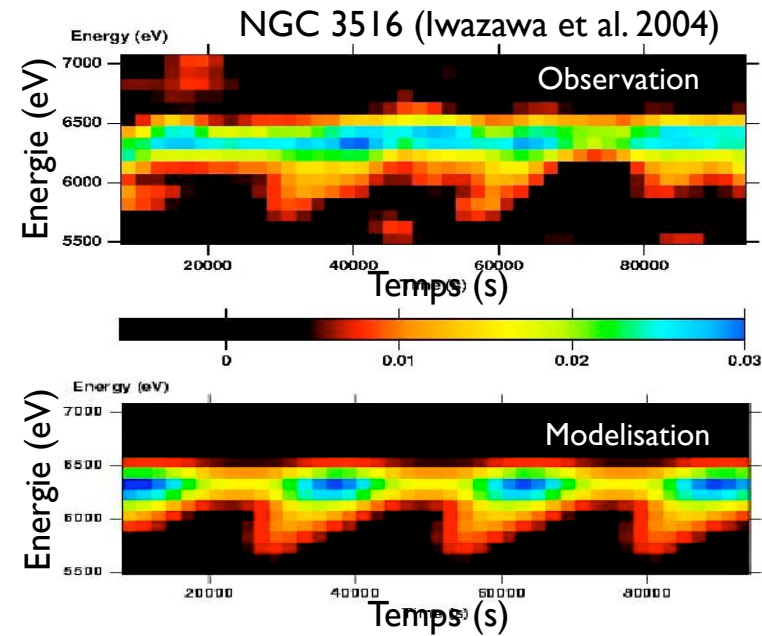 NGC 3516 (Iwazawa et al. 2004)
Energy (eV)
Observation
Energie (eV)
7000
6500
6000
5500
20000 40000 60000 80000
Temps (s)
0 0.01 0.02 0.03
Energy (eV)
Modelisation
Energie (eV)
7000
6500
6000
5500
20000 40000 60000 80000
Temps (s)